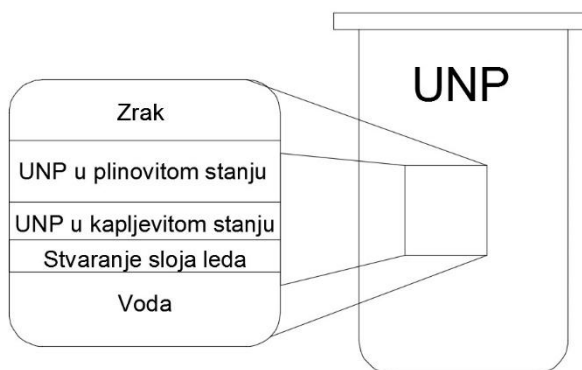 UNP
Zrak
UNP u plinovitom stanju
UNP u kapljevitom stanju
Stvaranje sloja leda
Voda